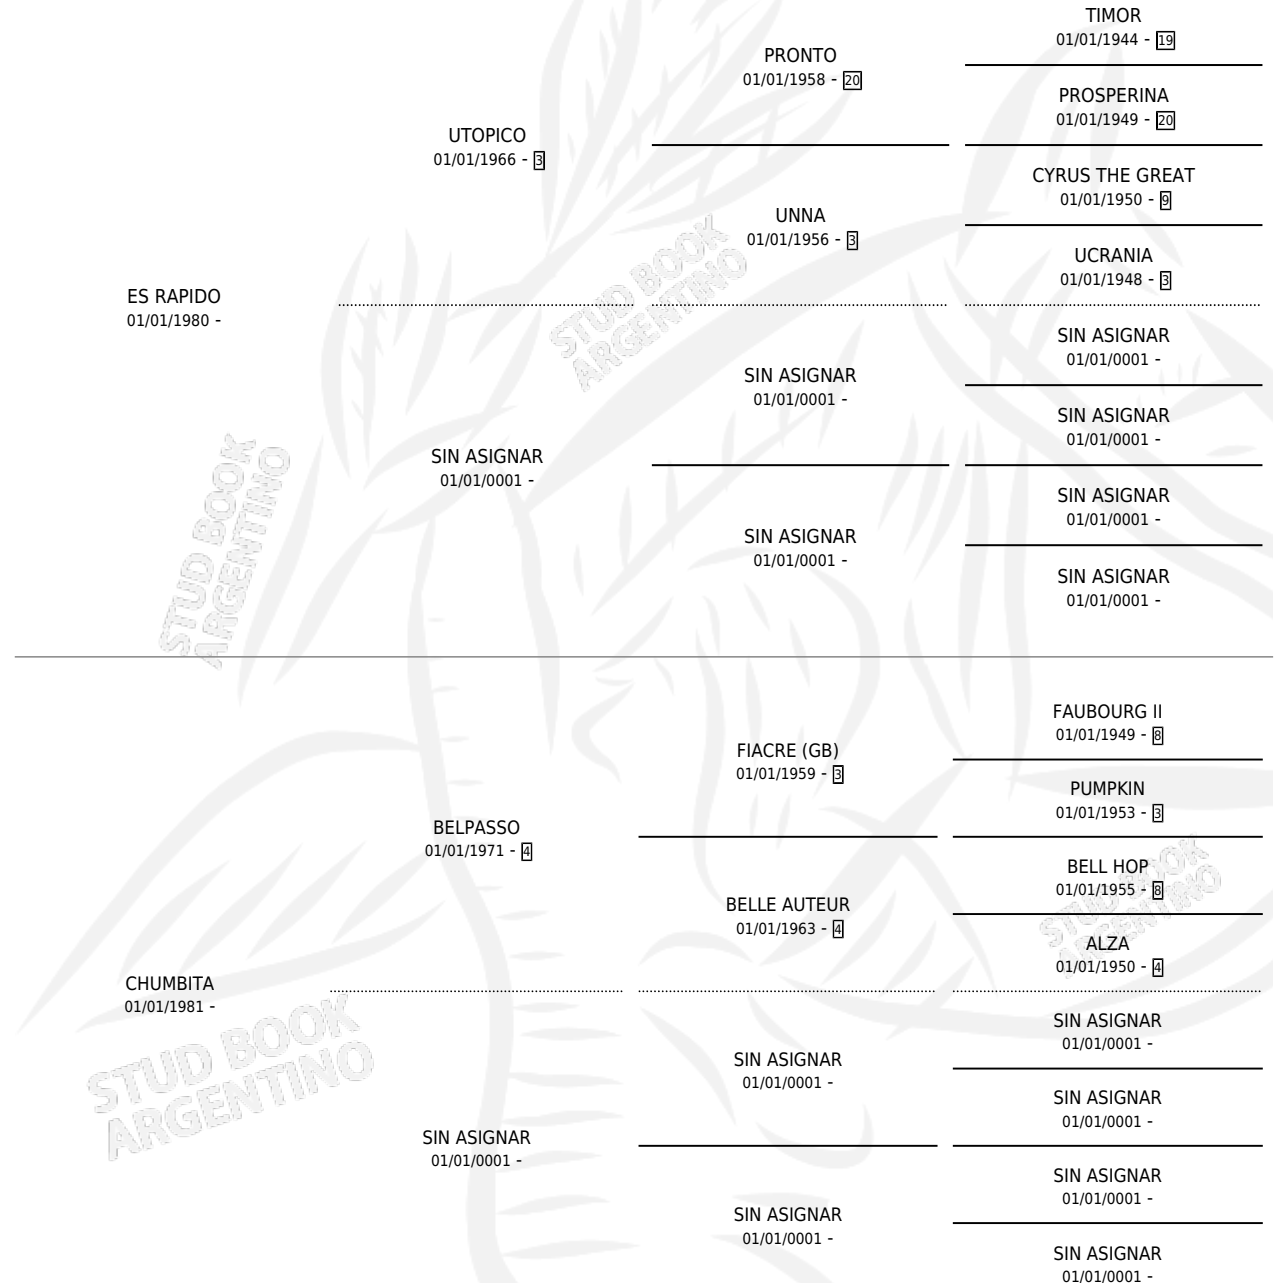 TIMOR
01/01/1944 - 19
PRONTO
01/01/1958 - 20
PROSPERINA
01/01/1949 - 20
UTOPICO
01/01/1966 - 3
CYRUS THE GREAT
01/01/1950 - 9
UNNA
01/01/1956 - 3
UCRANIA
01/01/1948 - 3
ES RAPIDO
01/01/1980 -
SIN ASIGNAR
01/01/0001 -
SIN ASIGNAR
01/01/0001 -
SIN ASIGNAR
01/01/0001 -
SIN ASIGNAR
01/01/0001 -
SIN ASIGNAR
01/01/0001 -
SIN ASIGNAR
01/01/0001 -
SIN ASIGNAR
01/01/0001 -
STUD BOOK
ARGENTINO
STUD BOOK
ARGENTINO
FAUBOURG II
01/01/1949 - 8
FIACRE (GB)
01/01/1959 - 3
PUMPKIN
01/01/1953 - 3
BELPASSO
01/01/1971 - 4
BELL HOP
01/01/1955 - 8
BELLE AUTEUR
01/01/1963 - 4
ALZA
01/01/1950 - 4
CHUMBITA
01/01/1981 -
SIN ASIGNAR
01/01/0001 -
SIN ASIGNAR
01/01/0001 -
SIN ASIGNAR
01/01/0001 -
SIN ASIGNAR
01/01/0001 -
SIN ASIGNAR
01/01/0001 -
SIN ASIGNAR
01/01/0001 -
SIN ASIGNAR
01/01/0001 -
STUD BOOK
ARGENTINO
STUD BOOK
ARGENTINO